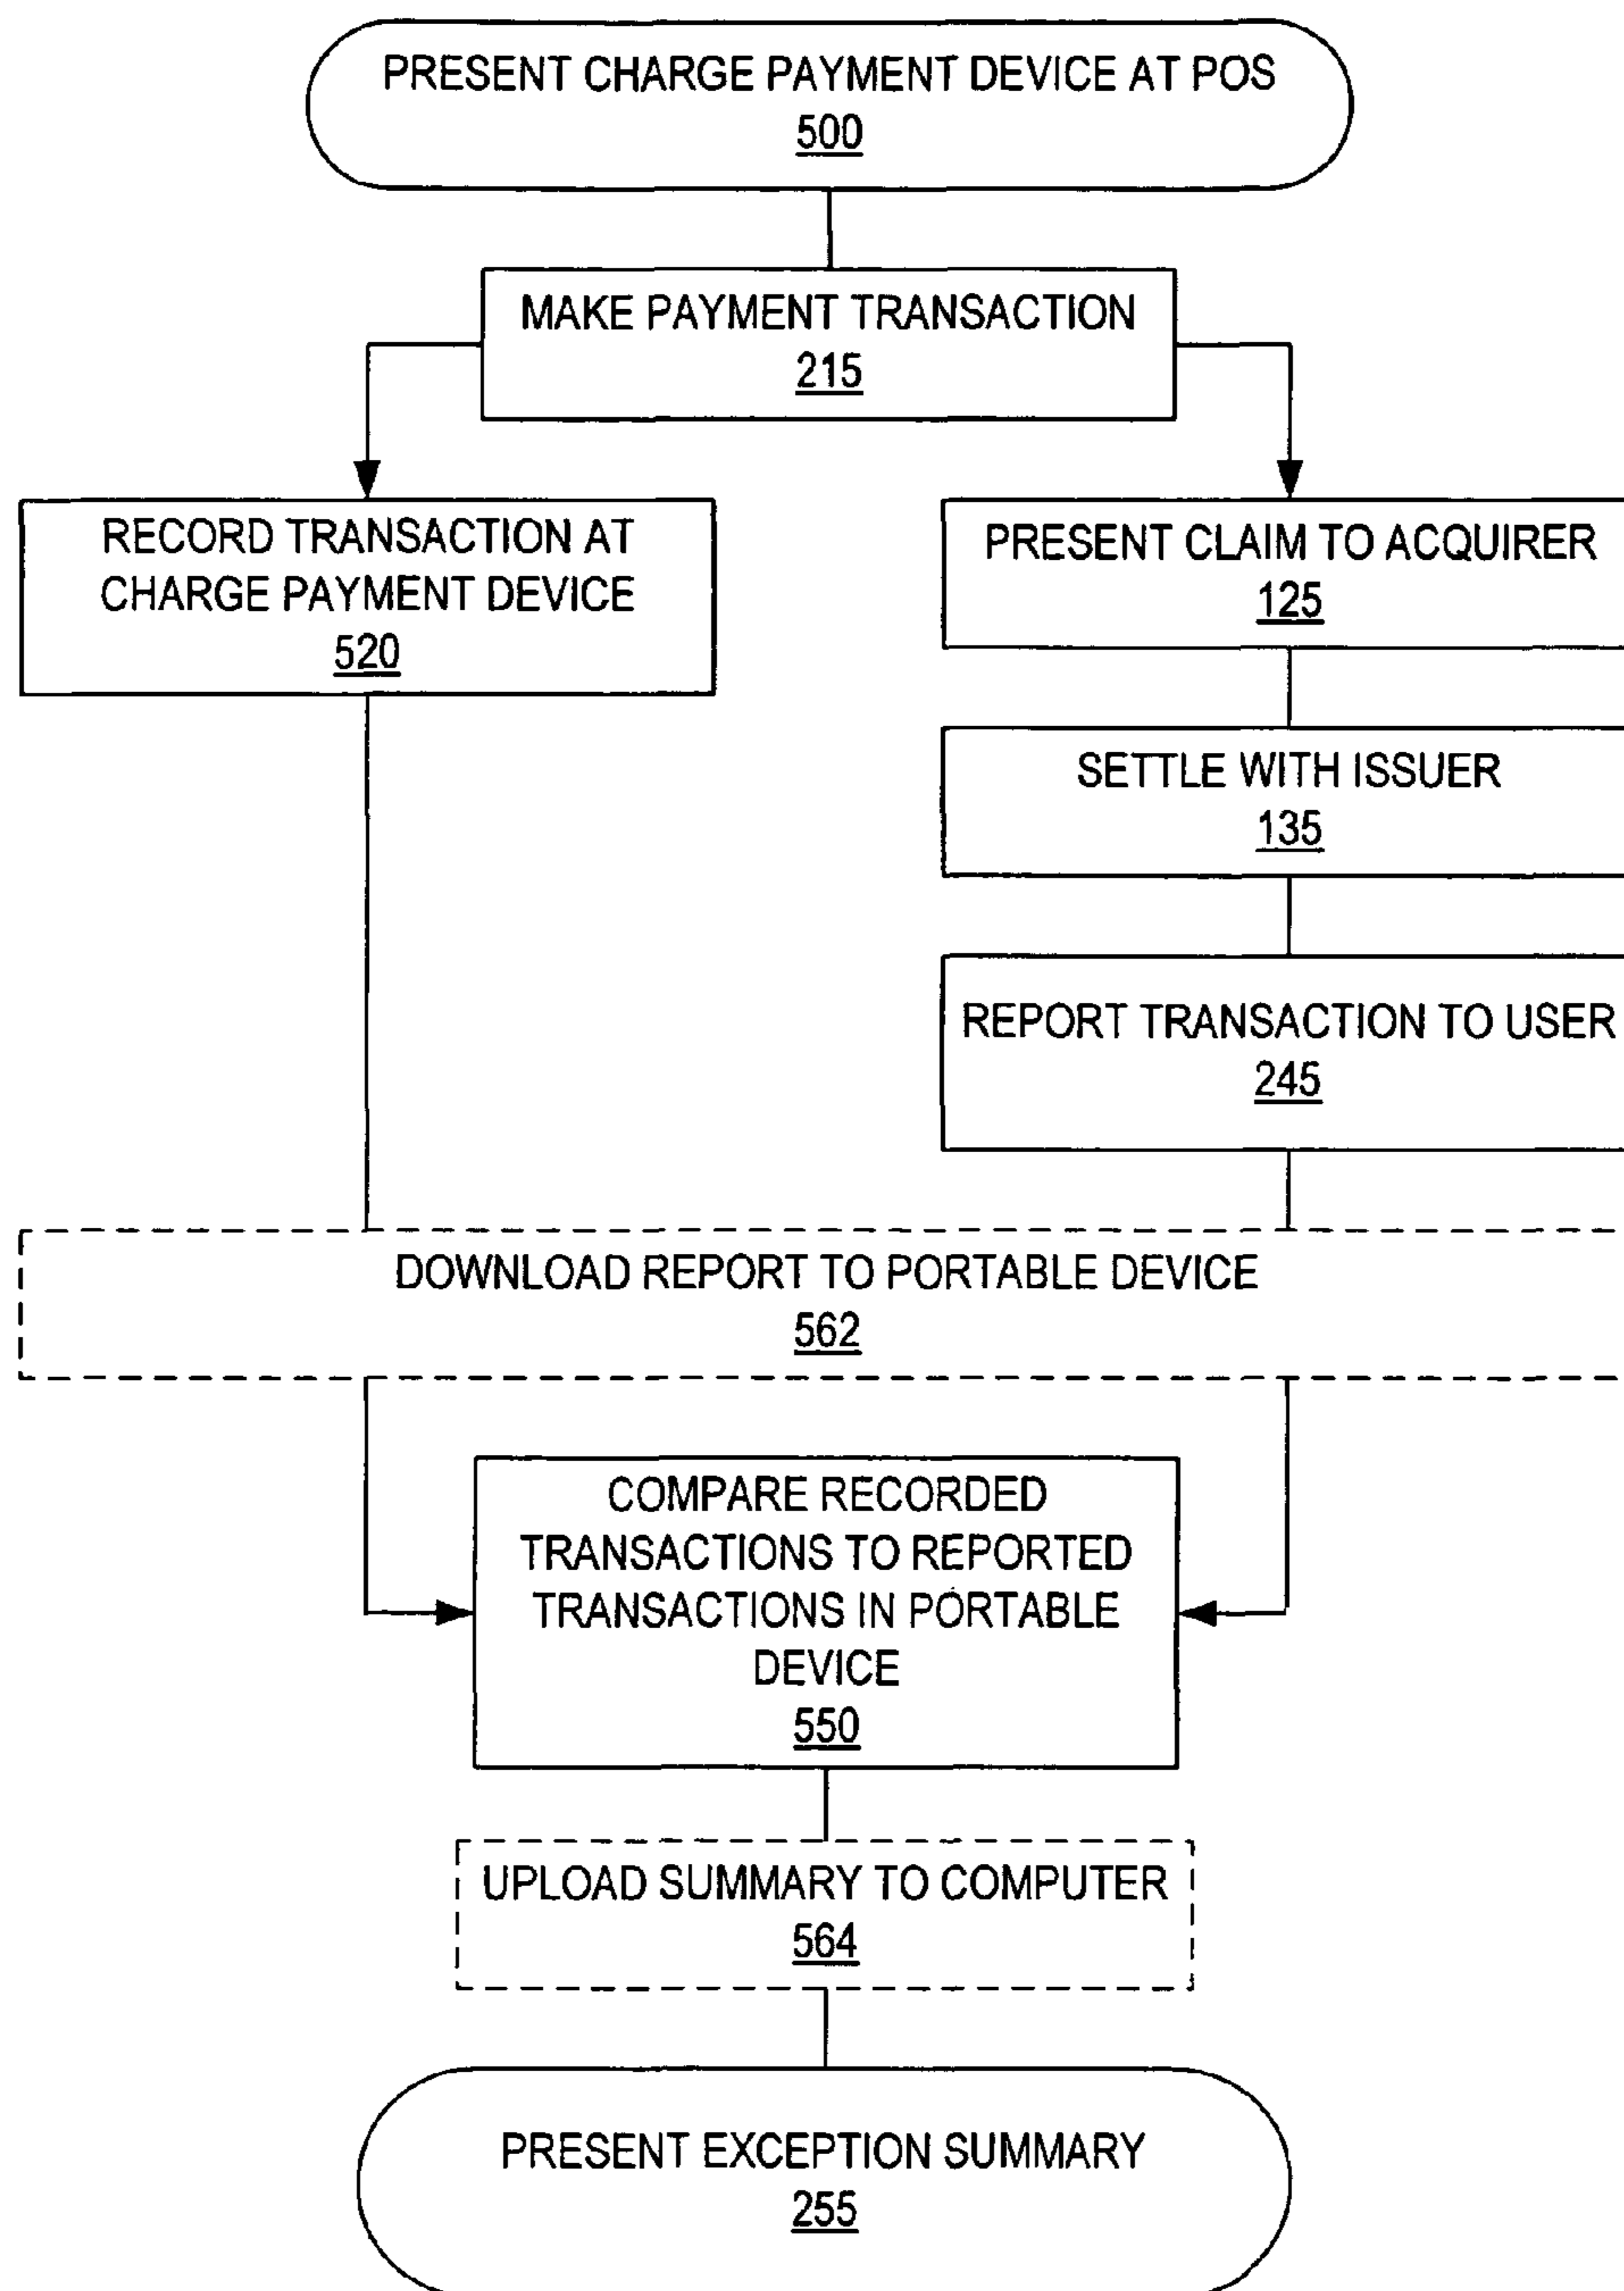 PRESENT CHARGE PAYMENT DEVICE AT POS
500
MAKE PAYMENT TRANSACTION
215
RECORD TRANSACTION AT
CHARGE PAYMENT DEVICE
520
PRESENT CLAIM TO ACQUIRER
125
SETTLE WITH ISSUER
135
REPORT TRANSACTION TO USER
245
DOWNLOAD REPORT TO PORTABLE DEVICE
562
COMPARE RECORDED
TRANSACTIONS TO REPORTED
TRANSACTIONS IN PORTABLE
DEVICE
550
UPLOAD SUMMARY TO COMPUTER
564
PRESENT EXCEPTION SUMMARY
255